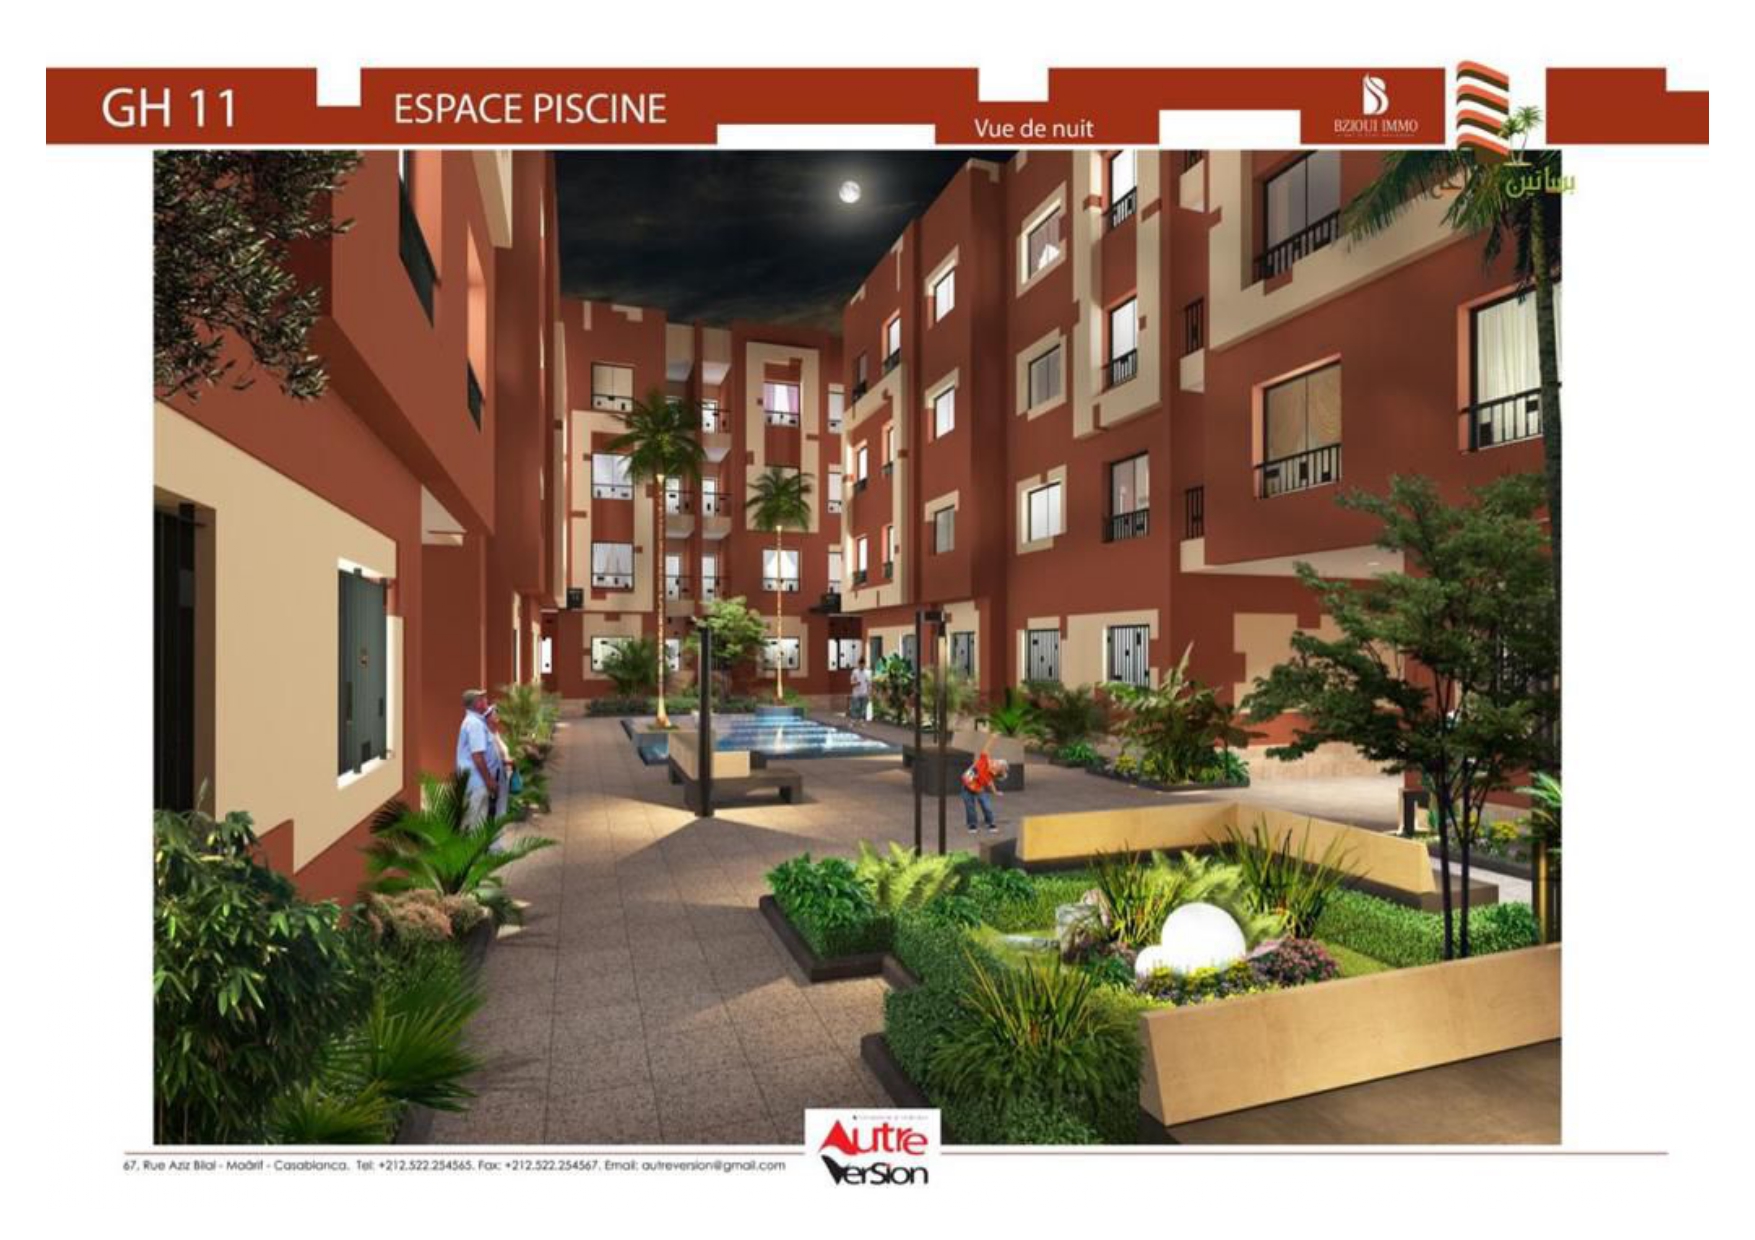 GH 11
ESPACE PISCINE
Vue de nuit
BZIOUI IMMO
بساتين
67, Rue Aziz Bilal - Maârif - Casablanca. Tel: +212.522.254565. Fax: +212.522.254567. Email: autreversion@gmail.com
Autre
VerSion